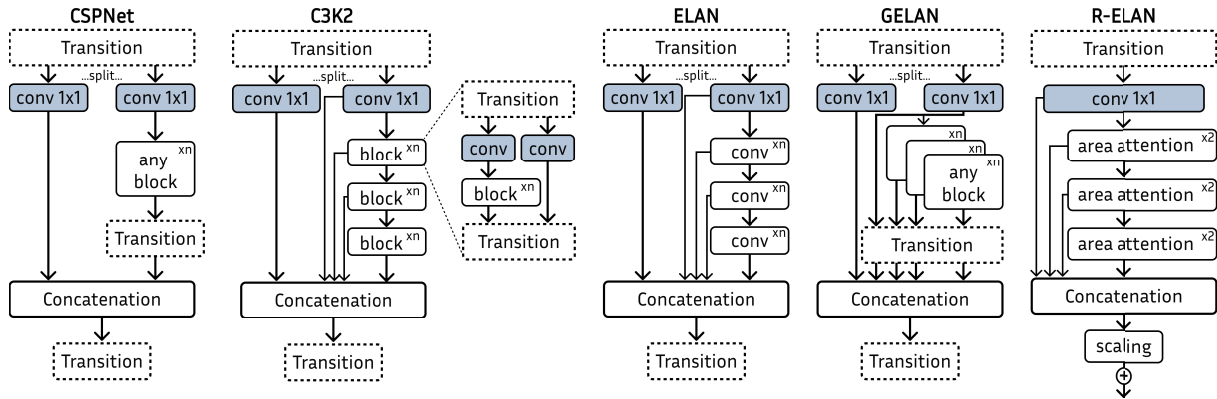 CSPNet
Transition
...split...
conv 1x1
conv 1x1
any block xn
Transition
Concatenation
Transition
C3K2
Transition
...split...
conv 1x1
conv 1x1
block xn
block xn
block xn
Concatenation
Transition
Transition
conv
conv
block xn
Transition
ELAN
Transition
...split...
conv 1x1
conv 1x1
conv xn
conv xn
conv xn
Concatenation
Transition
GELAN
Transition
...split...
conv 1x1
conv 1x1
xn
xn
xn
any
block
Transition
Concatenation
Transition
R-ELAN
Transition
conv 1x1
area attention x2
area attention x2
area attention x2
Concatenation
scaling
+